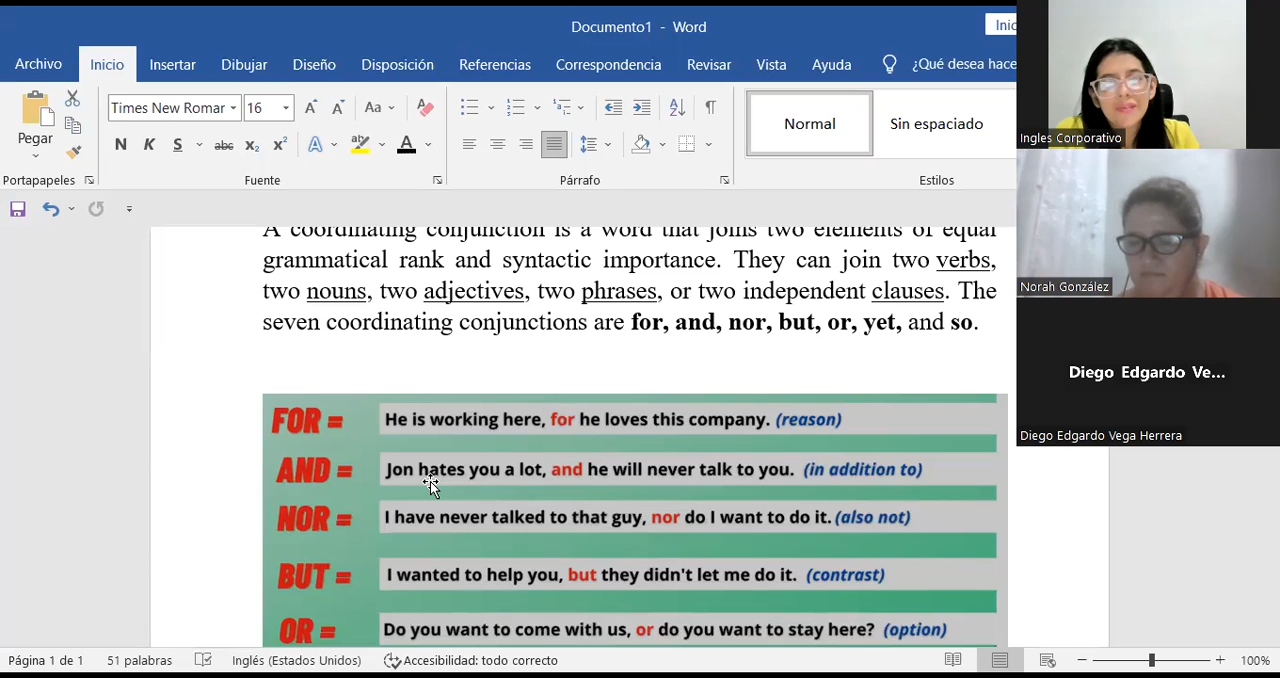 Documento1 - Word
Inic
Archivo Inicio Insertar Dibujar Diseño Disposición Referencias Correspondencia Revisar Vista Ayuda ¿Qué desea hace
Pegar
Times New Romar 16
Normal
Sin espaciado
Portapapeles Fuente Párrafo Estilos
A coordinating conjunction is a word that joins two elements of equal
grammatical rank and syntactic importance. They can join two verbs,
two nouns, two adjectives, two phrases, or two independent clauses. The
seven coordinating conjunctions are for, and, nor, but, or, yet, and so.
FOR = He is working here, for he loves this company. (reason)
AND = Jon hates you a lot, and he will never talk to you. (in addition to)
NOR = I have never talked to that guy, nor do I want to do it. (also not)
BUT = I wanted to help you, but they didn't let me do it. (contrast)
OR = Do you want to come with us, or do you want to stay here? (option)
Página 1 de 1 51 palabras Inglés (Estados Unidos) Accesibilidad: todo correcto 100%
Ingles Corporativo
Norah González
Diego Edgardo Ve...
Diego Edgardo Vega Herrera